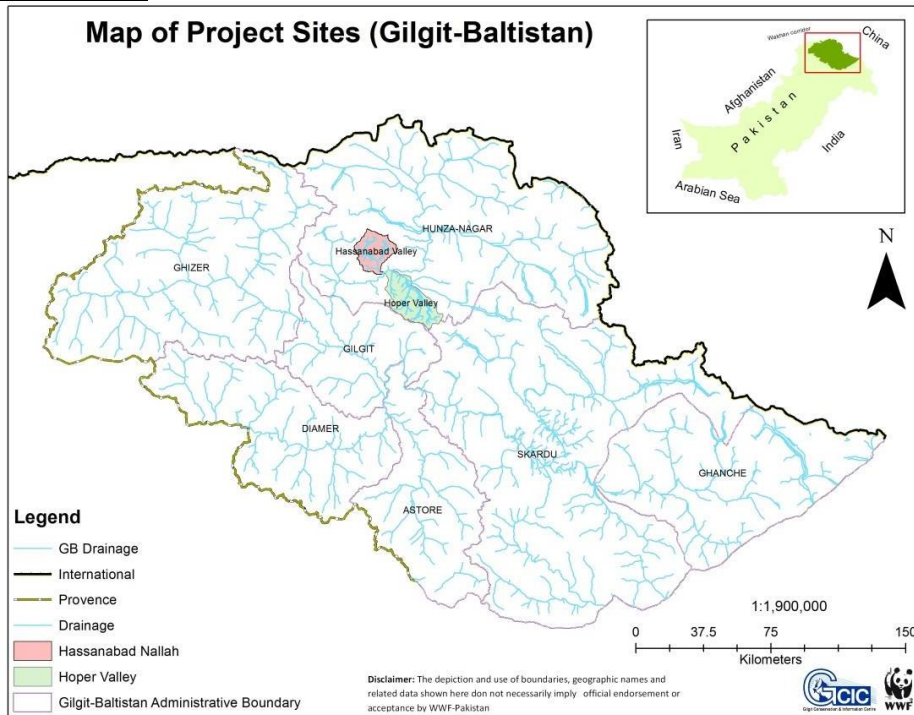 Map of Project Sites (Gilgit-Baltistan)
Wakhan corridor
China
Afghanistan
Pakistan
Iran
India
Arabian Sea
N
HUNZA-NAGAR
Hassanabad Valley
GHIZER
Hoper Valley
GILGIT
DIAMER
SKARDU
GHANCHE
ASTORE
Legend
GB Drainage
International
Provence
Drainage
Hassanabad Nallah
Hoper Valley
Gilgit-Baltistan Administrative Boundary
1:1,900,000
0 37.5 75 150
Kilometers
Disclaimer: The depiction and use of boundaries, geographic names and
related data shown here don not necessarily imply official endorsement or
acceptance by WWF-Pakistan
GCIC
Gilgit Conservation & Information Centre
WWF